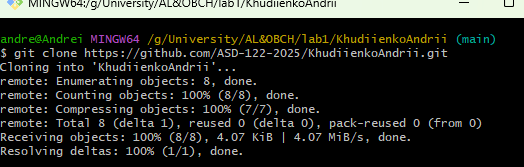 MINGW64:/g/University/AL&OBCH/lab1/KhudiienkoAndrii
andre@Andrei MINGW64 /g/University/AL&OBCH/lab1/KhudiienkoAndrii (main)
$ git clone https://github.com/ASD-122-2025/KhudiienkoAndrii.git
Cloning into 'KhudiienkoAndrii'...
remote: Enumerating objects: 8, done.
remote: Counting objects: 100% (8/8), done.
remote: Compressing objects: 100% (7/7), done.
remote: Total 8 (delta 1), reused 0 (delta 0), pack-reused 0 (from 0)
Receiving objects: 100% (8/8), 4.07 KiB | 4.07 MiB/s, done.
Resolving deltas: 100% (1/1), done.